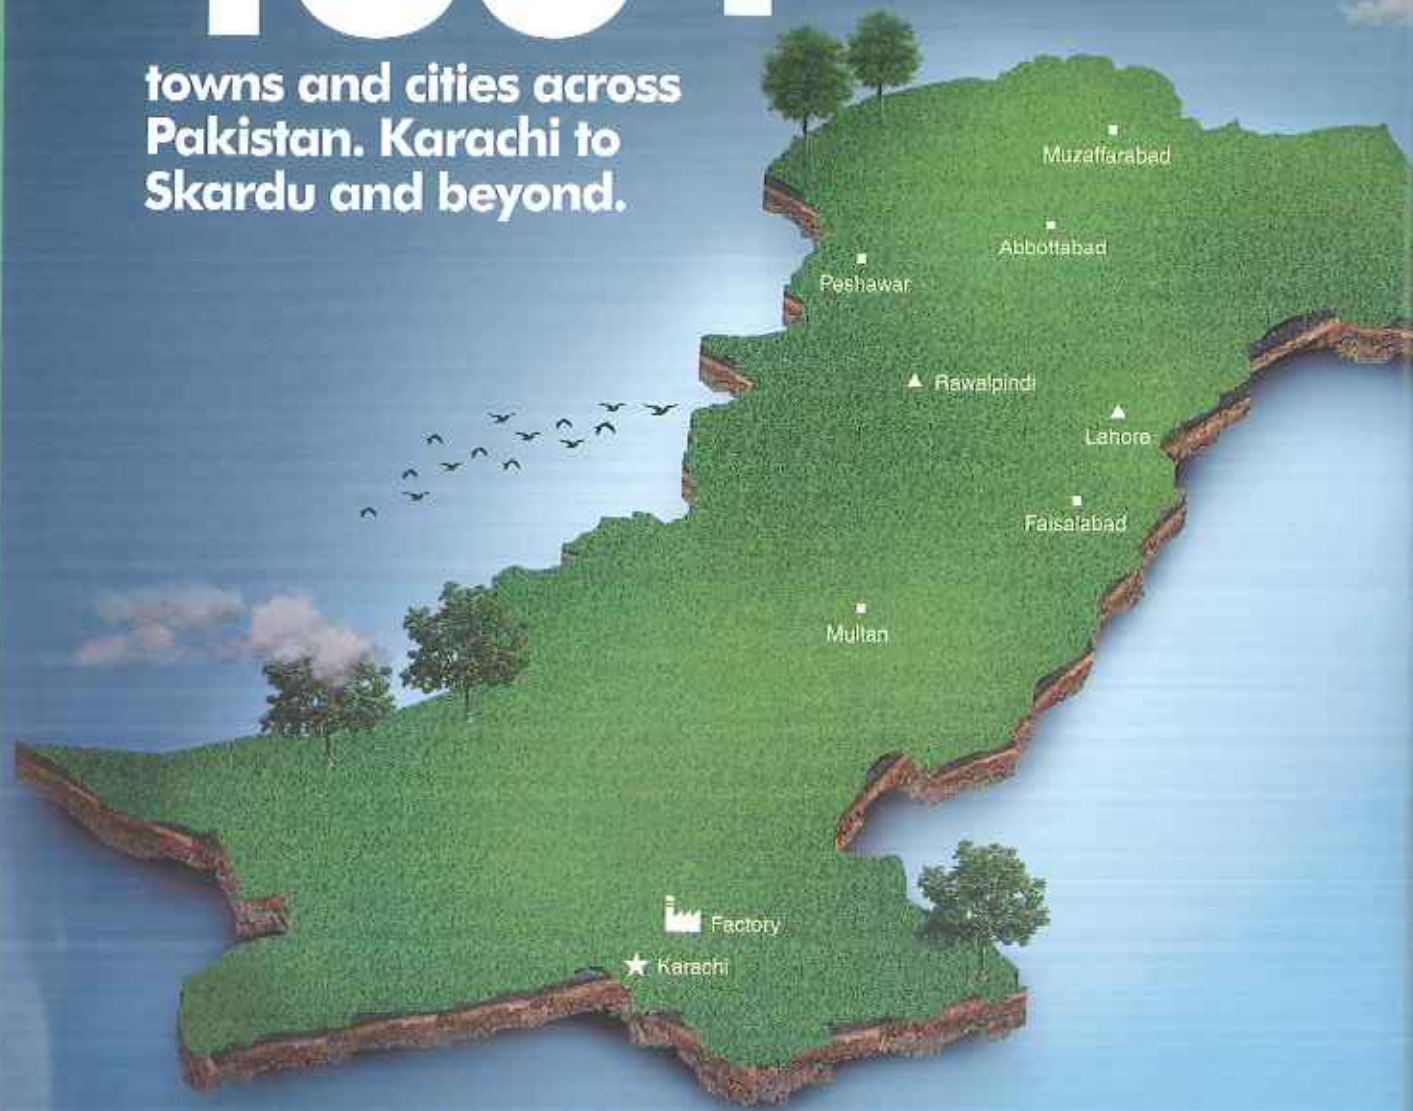 towns and cities across
Pakistan. Karachi to
Skardu and beyond.
Muzaffarabad
Abbottabad
Peshawar
Rawalpindi
Lahore
Faisalabad
Multan
Factory
Karachi